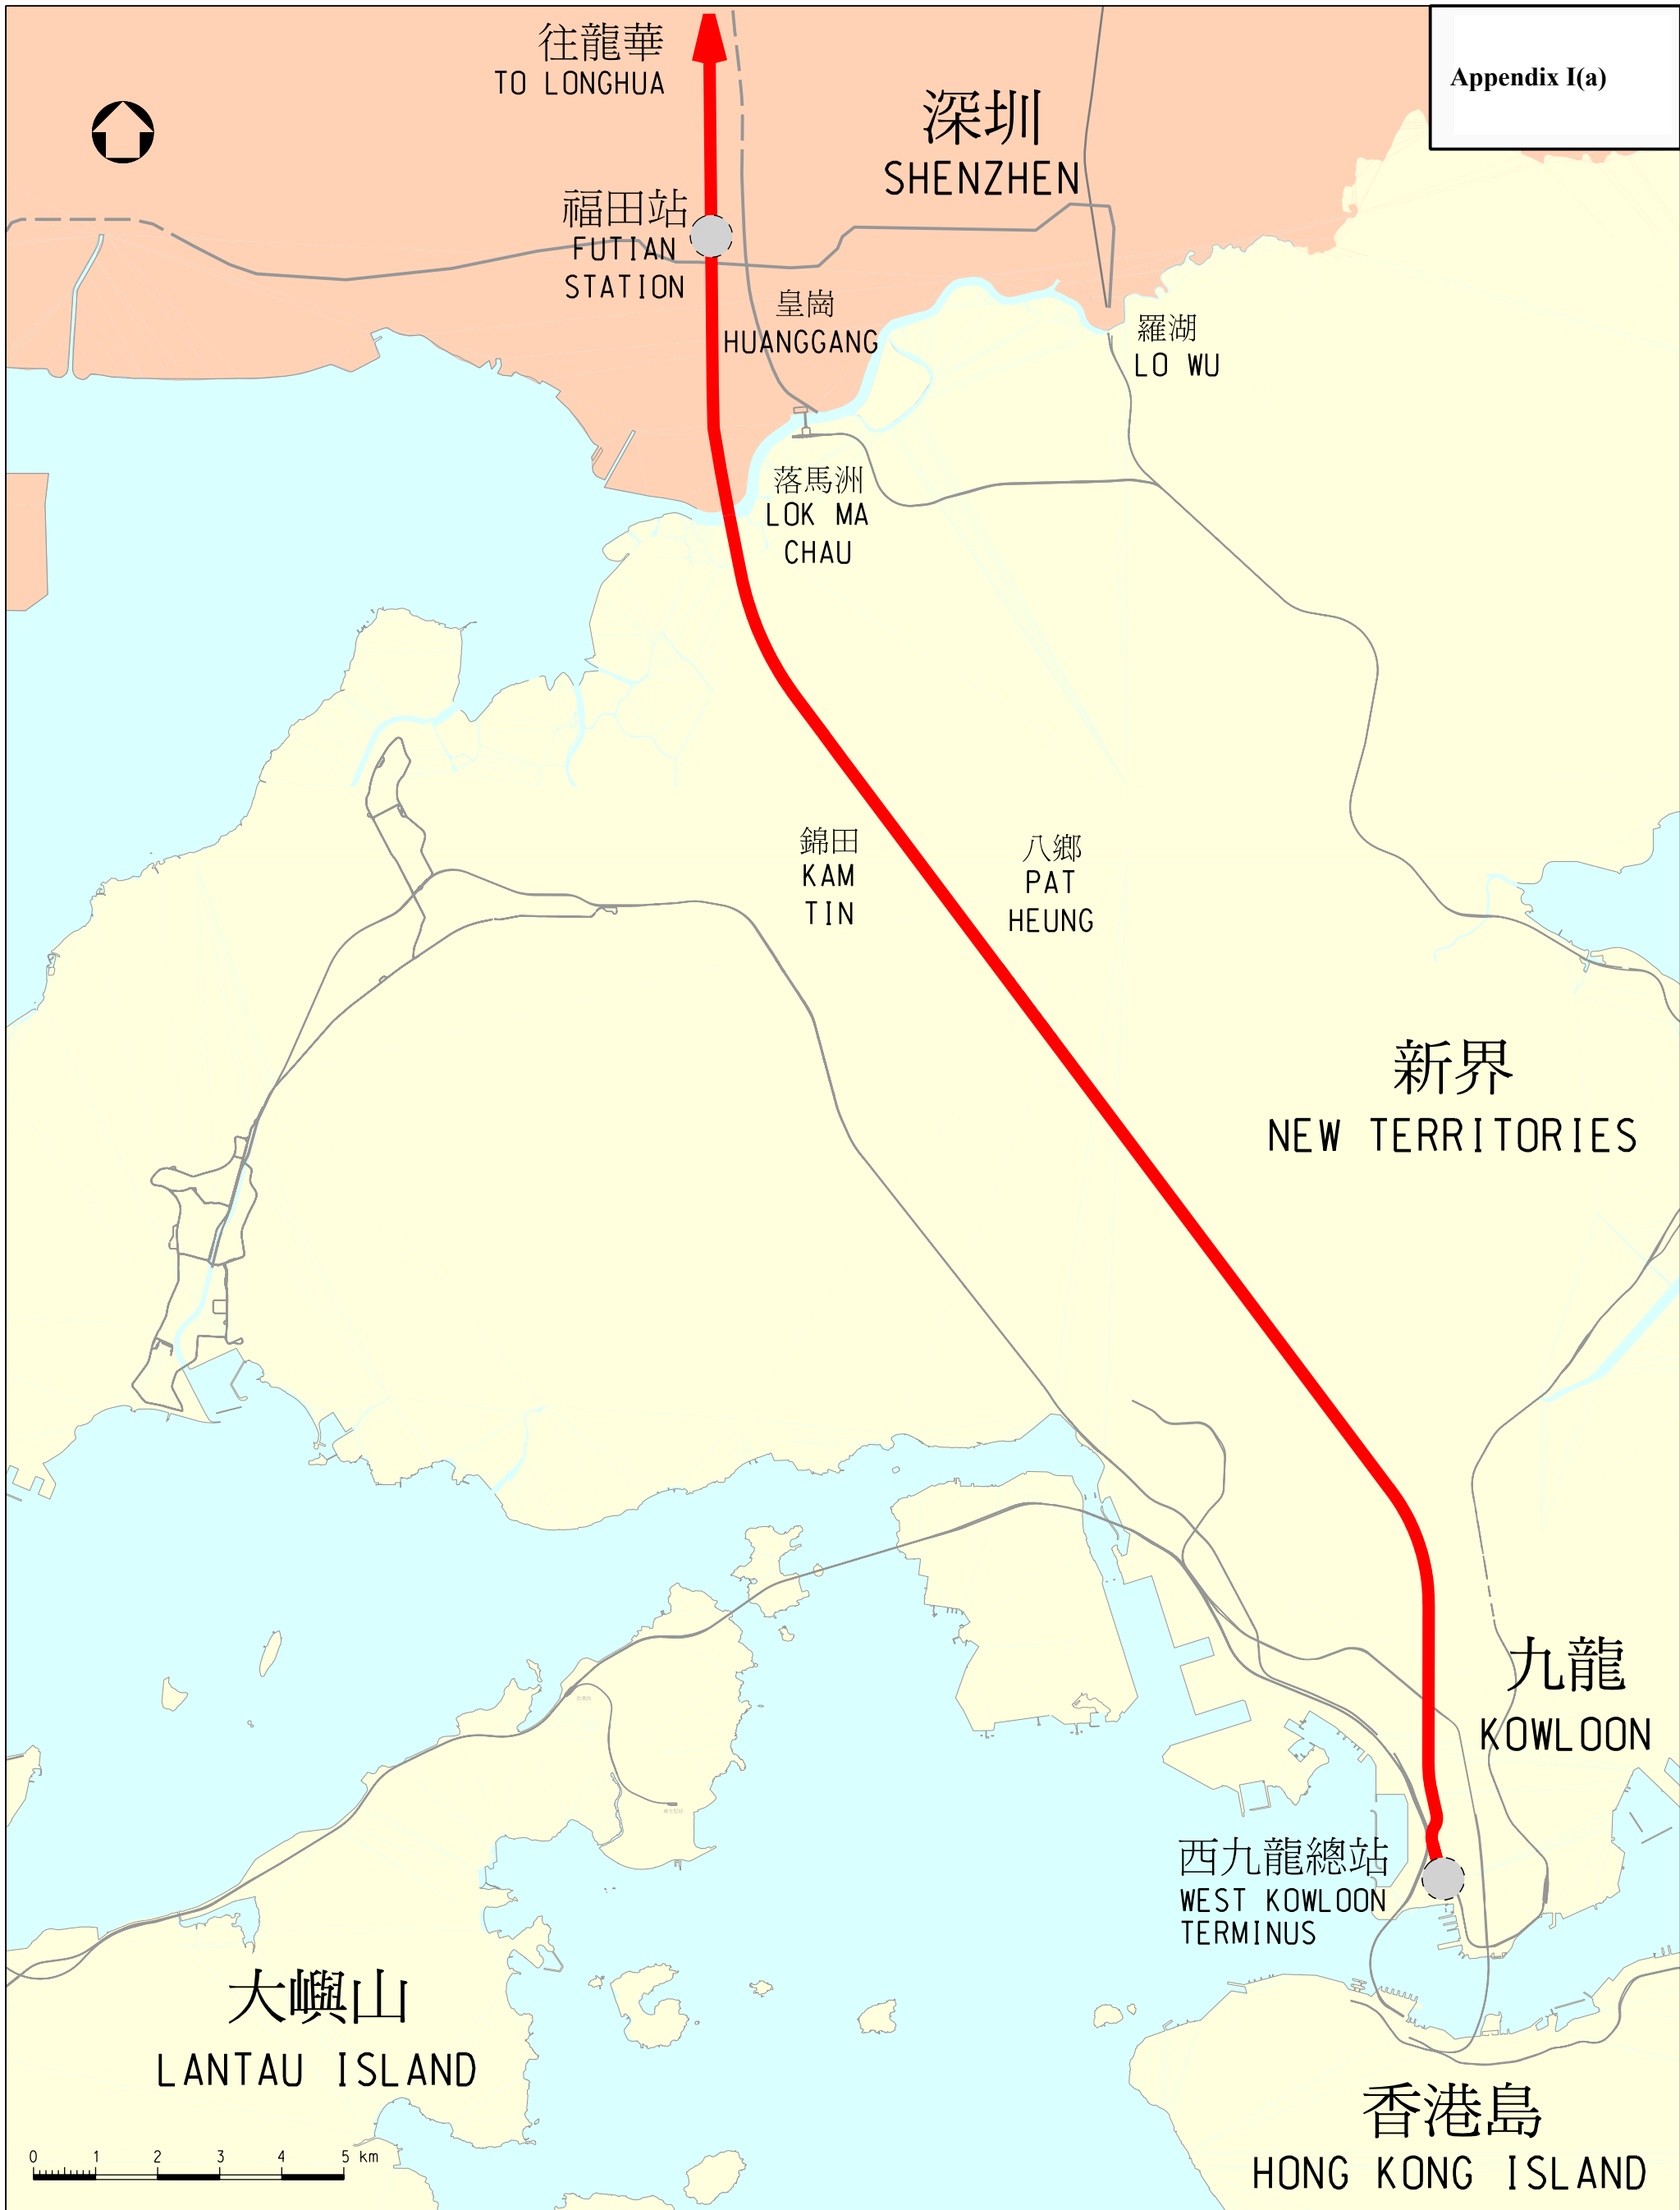 往龍華
TO LONGHUA
Appendix I(a)
深圳
SHENZHEN
福田站
FUTIAN
STATION
皇崗
HUANGGANG
羅湖
LO WU
落馬洲
LOK MA
CHAU
錦田
KAM
TIN
八鄉
PAT
HEUNG
新界
NEW TERRITORIES
九龍
KOWLOON
西九龍總站
WEST KOWLOON
TERMINUS
大嶼山
LANTAU ISLAND
香港島
HONG KONG ISLAND
0 1 2 3 4 5 km